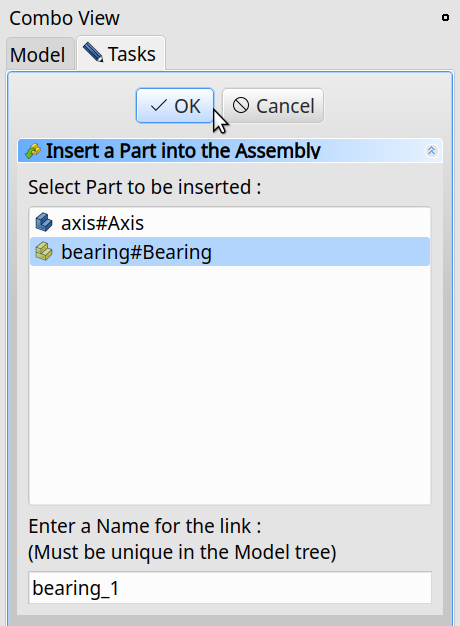 Combo View
Model
Tasks
OK
Cancel
Insert a Part into the Assembly
Select Part to be inserted :
axis#Axis
bearing#Bearing
Enter a Name for the link :
(Must be unique in the Model tree)
bearing_1